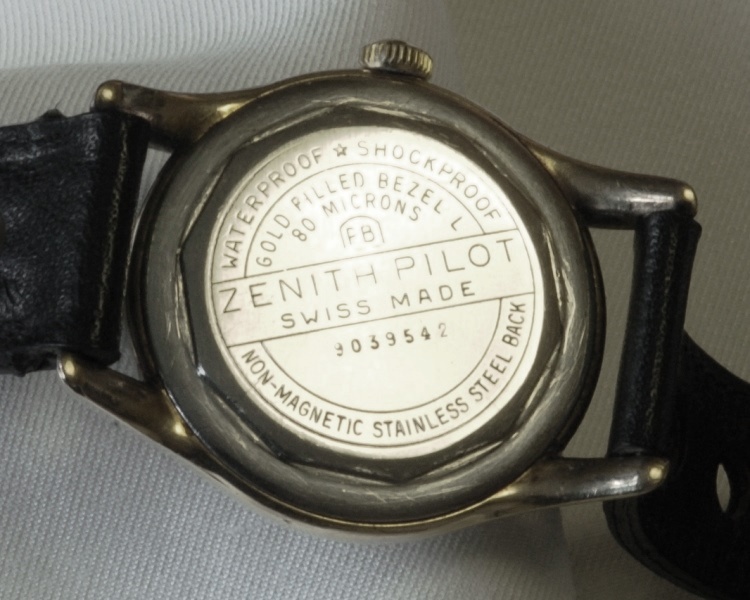 WATERPROOF ☆ SHOCKPROOF
GOLD FILLED BEZEL L
80 MICRONS
FB
ZENITH PILOT
SWISS MADE
9039542
NON-MAGNETIC STAINLESS STEEL BACK